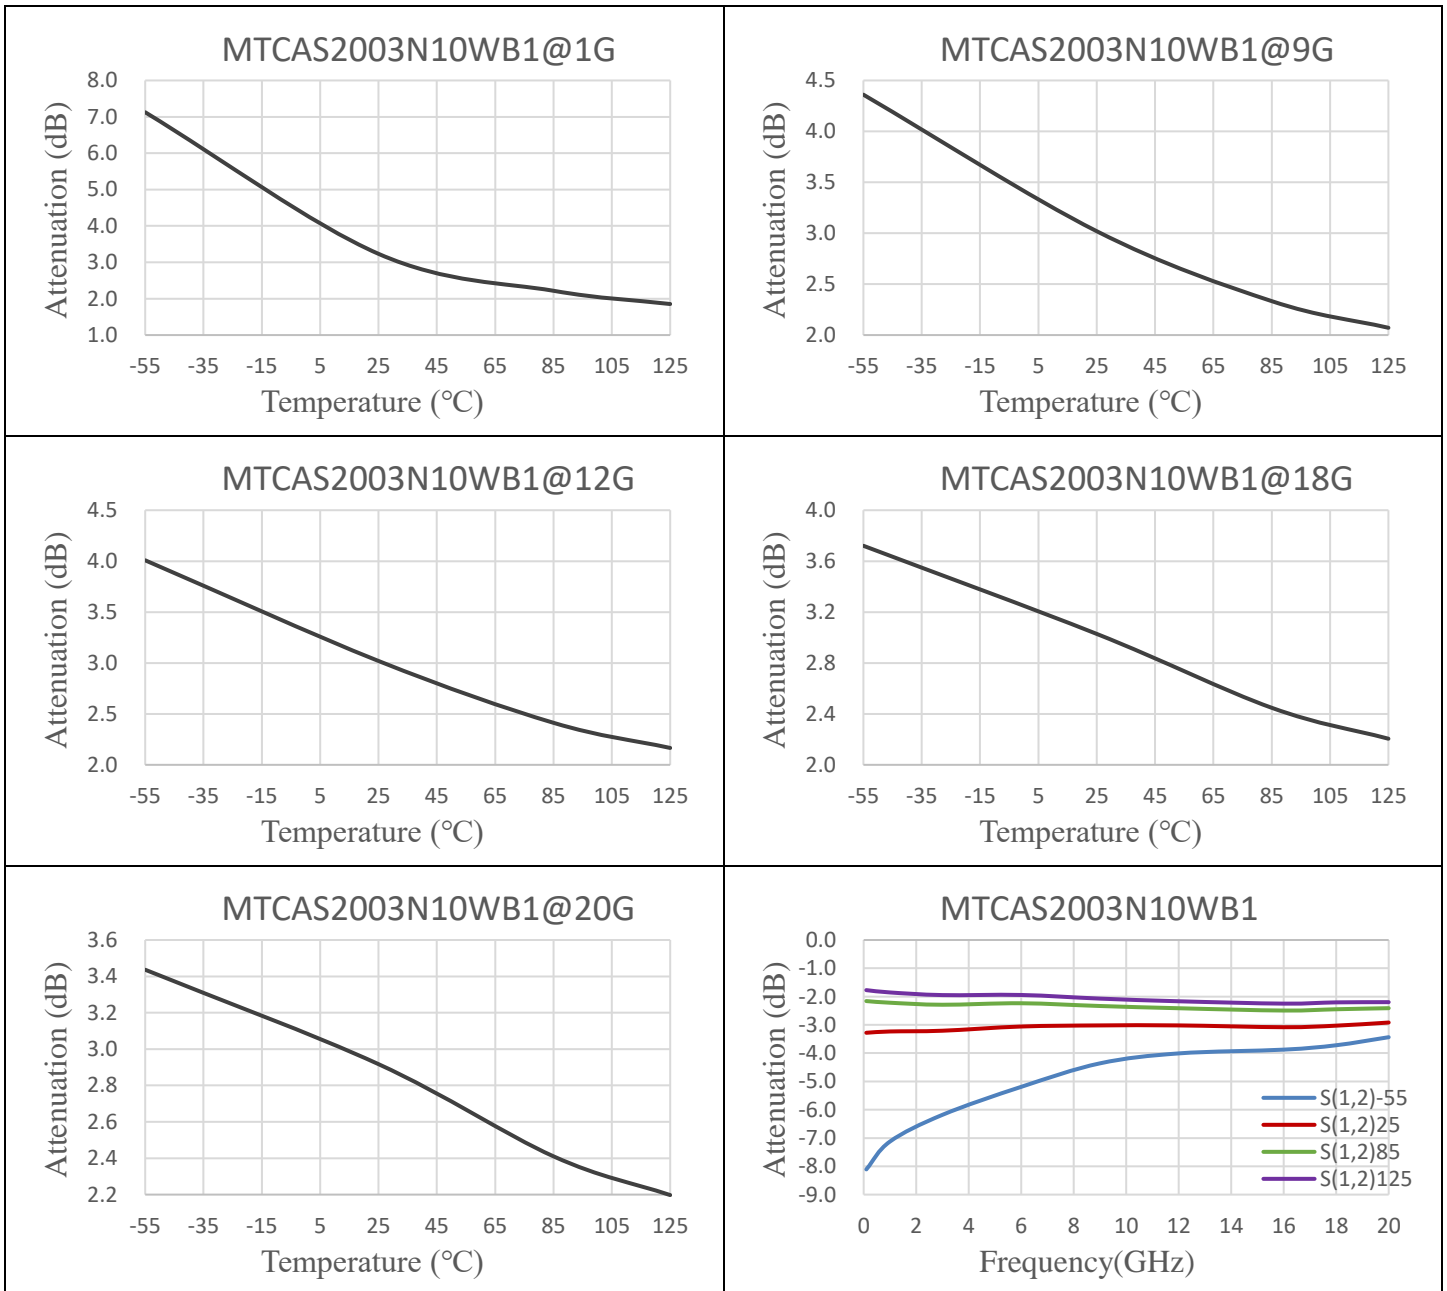 MTCAS2003N10WB1@1G
Attenuation (dB)
8.0
7.0
6.0
5.0
4.0
3.0
2.0
1.0
-55 -35 -15 5 25 45 65 85 105 125
Temperature (℃)
MTCAS2003N10WB1@9G
Attenuation (dB)
4.5
4.0
3.5
3.0
2.5
2.0
-55 -35 -15 5 25 45 65 85 105 125
Temperature (℃)
MTCAS2003N10WB1@12G
Attenuation (dB)
4.5
4.0
3.5
3.0
2.5
2.0
-55 -35 -15 5 25 45 65 85 105 125
Temperature (℃)
MTCAS2003N10WB1@18G
Attenuation (dB)
4.0
3.6
3.2
2.8
2.4
2.0
-55 -35 -15 5 25 45 65 85 105 125
Temperature (℃)
MTCAS2003N10WB1@20G
Attenuation (dB)
3.6
3.4
3.2
3.0
2.8
2.6
2.4
2.2
-55 -35 -15 5 25 45 65 85 105 125
Temperature (℃)
MTCAS2003N10WB1
Attenuation (dB)
0.0
-1.0
-2.0
-3.0
-4.0
-5.0
-6.0
-7.0
-8.0
-9.0
S(1,2)-55
S(1,2)25
S(1,2)85
S(1,2)125
0 2 4 6 8 10 12 14 16 18 20
Frequency(GHz)